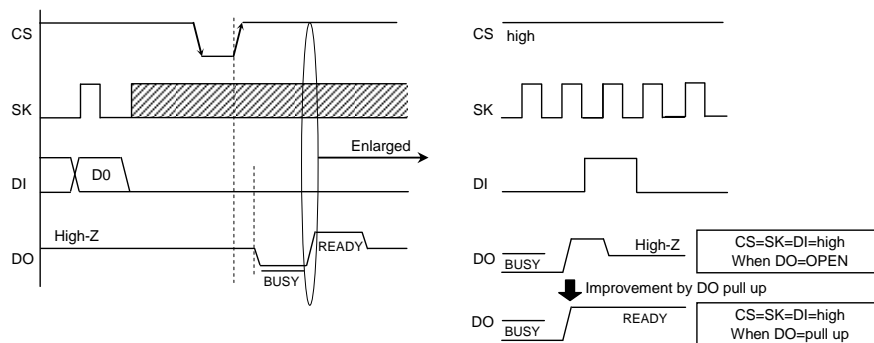 CS
SK
DI
D0
DO
High-Z
BUSY
READY
Enlarged
CS
high
SK
DI
DO
BUSY
High-Z
CS=SK=DI=high
When DO=OPEN
Improvement by DO pull up
DO
BUSY
READY
CS=SK=DI=high
When DO=pull up